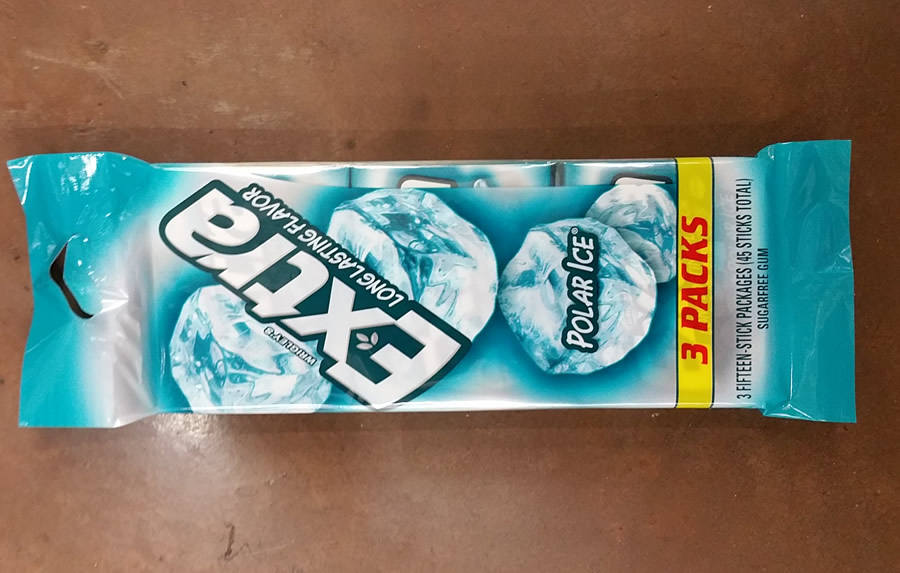 WRIGLEY'S
Extra
LONG LASTING FLAVOR
POLAR ICE®
3 PACKS
3 FIFTEEN-STICK PACKAGES (45 STICKS TOTAL)
SUGARFREE GUM